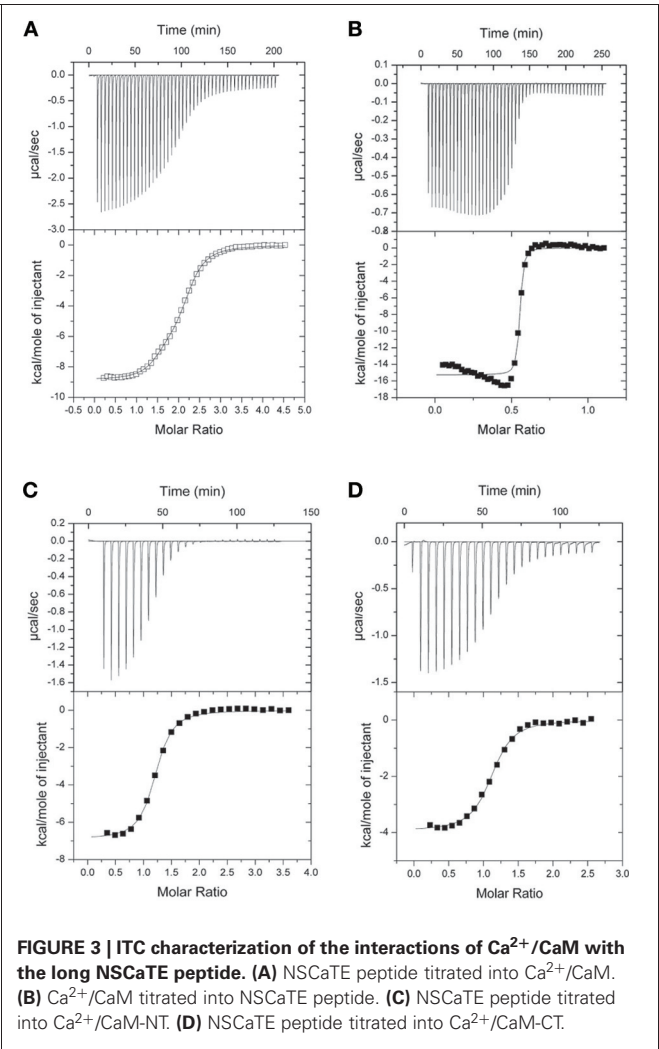 A
Time (min)
0 50 100 150 200
0.0
-0.5
-1.0
-1.5
-2.0
-2.5
-3.0
µcal/sec
0
-2
-4
-6
-8
-10
kcal/mole of injectant
-0.5 0.0 0.5 1.0 1.5 2.0 2.5 3.0 3.5 4.0 4.5 5.0
Molar Ratio
B
Time (min)
0 25 50 75 100 125 150 175 200 225 250
0.1
0.0
-0.1
-0.2
-0.3
-0.4
-0.5
-0.6
-0.7
-0.8
µcal/sec
0
-2
-4
-6
-8
-10
-12
-14
-16
-18
kcal/mole of injectant
0.0 0.5 1.0
Molar Ratio
C
Time (min)
0 50 100 150
0.2
0.0
-0.2
-0.4
-0.6
-0.8
-1.0
-1.2
-1.4
-1.6
µcal/sec
0
-2
-4
-6
-8
kcal/mole of injectant
0.0 0.5 1.0 1.5 2.0 2.5 3.0 3.5 4.0
Molar Ratio
D
Time (min)
0 50 100
0.0
-0.5
-1.0
-1.5
µcal/sec
0
-2
-4
kcal/mole of injectant
0.0 0.5 1.0 1.5 2.0 2.5 3.0
Molar Ratio
FIGURE 3 | ITC characterization of the interactions of Ca2+/CaM with
the long NSCaTE peptide. (A) NSCaTE peptide titrated into Ca2+/CaM.
(B) Ca2+/CaM titrated into NSCaTE peptide. (C) NSCaTE peptide titrated
into Ca2+/CaM-NT. (D) NSCaTE peptide titrated into Ca2+/CaM-CT.